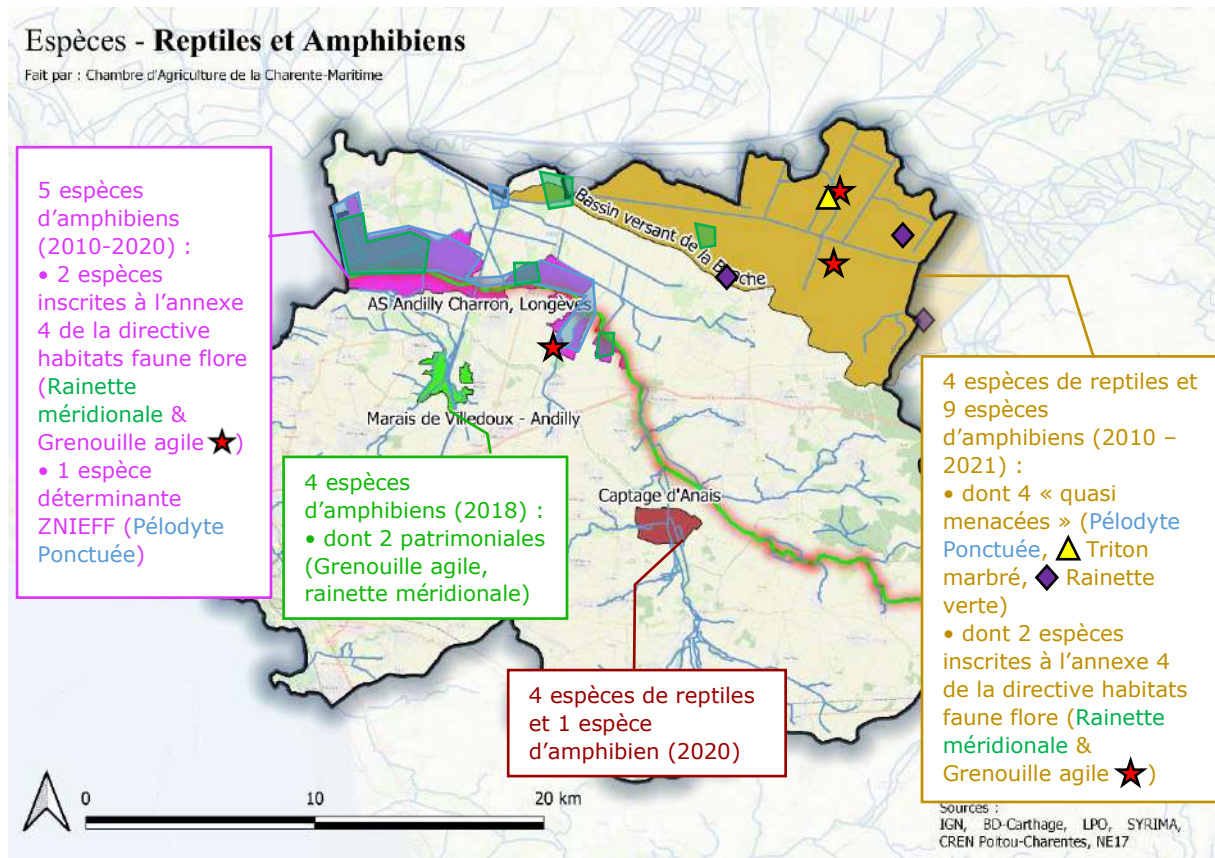 Espèces - Reptiles et Amphibiens
Fait par : Chambre d'Agriculture de la Charente-Maritime
5 espèces
d'amphibiens
(2010-2020) :
• 2 espèces
inscrites à l'annexe
4 de la directive
habitats faune flore
(Rainette
méridionale &
Grenouille agile ★)
• 1 espèce
déterminante
ZNIEFF (Pélodyte
Ponctuée)
Bassin versant de la Banche
AS Andilly Charron, Longèves
Marais de Villedoux - Andilly
4 espèces
d'amphibiens (2018) :
• dont 2 patrimoniales
(Grenouille agile,
rainette méridionale)
Captage d'Anais
4 espèces de reptiles
et 1 espèce
d'amphibien (2020)
4 espèces de reptiles et
9 espèces
d'amphibiens (2010 –
2021) :
• dont 4 « quasi
menacées » (Pélodyte
Ponctuée, ▲ Triton
marbré, ◆ Rainette
verte)
• dont 2 espèces
inscrites à l'annexe 4
de la directive habitats
faune flore (Rainette
méridionale &
Grenouille agile ★)
0 10 20 km
Sources :
IGN, BD-Carthage, LPO, SYRIMA,
CREN Poitou-Charentes, NE17